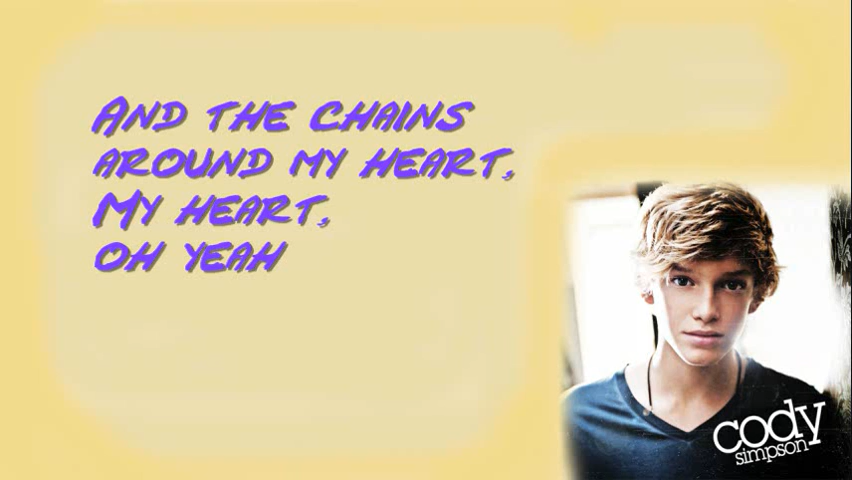 And the Chains
around my heart,
My heart,
oh yeah
cody
simpson